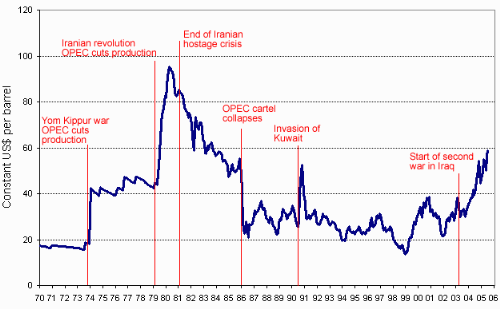 120
100
80
60
40
20
0
Constant US$ per barrel
Iranian revolution
OPEC cuts production
End of Iranian
hostage crisis
Yom Kippur war
OPEC cuts
production
OPEC cartel
collapses
Invasion of
Kuwait
Start of second
war in Iraq
70 71 72 73 74 75 76 77 78 79 80 81 82 83 84 85 86 87 88 89 90 91 92 93 94 95 96 97 98 99 00 01 02 03 04 05 06